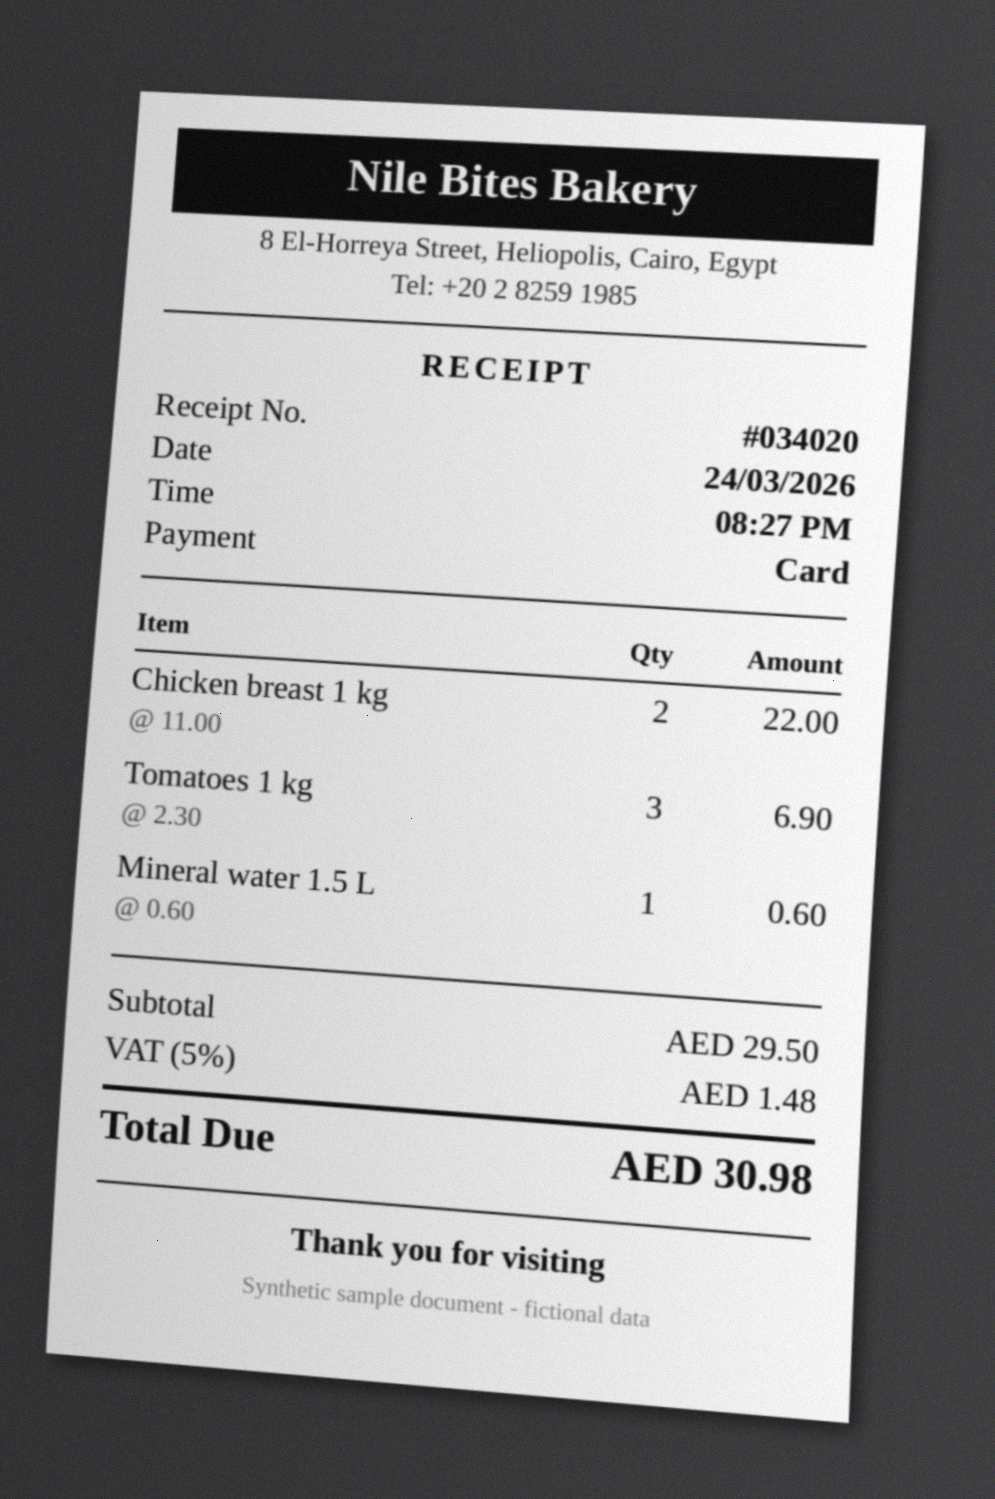 Nile Bites Bakery
8 El-Horreya Street, Heliopolis, Cairo, Egypt
Tel: +20 2 8259 1985
RECEIPT
Receipt No. #034020
Date 24/03/2026
Time 08:27 PM
Payment Card
Item Qty Amount
Chicken breast 1 kg 2 22.00
@ 11.00
Tomatoes 1 kg 3 6.90
@ 2.30
Mineral water 1.5 L 1 0.60
@ 0.60
Subtotal AED 29.50
VAT (5%) AED 1.48
Total Due AED 30.98
Thank you for visiting
Synthetic sample document - fictional data